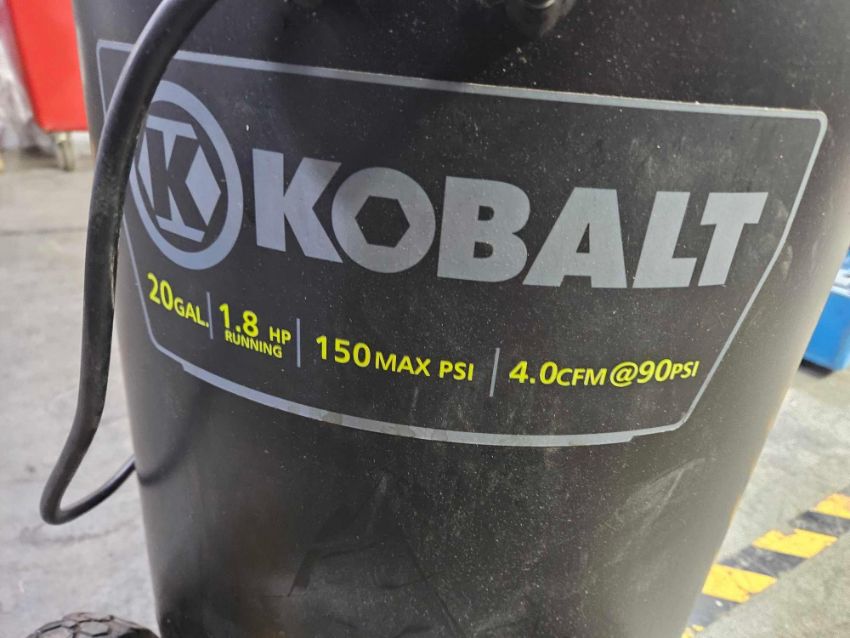 K KOBALT
20GAL. 1.8 HP RUNNING 150MAX PSI 4.0CFM@90PSI